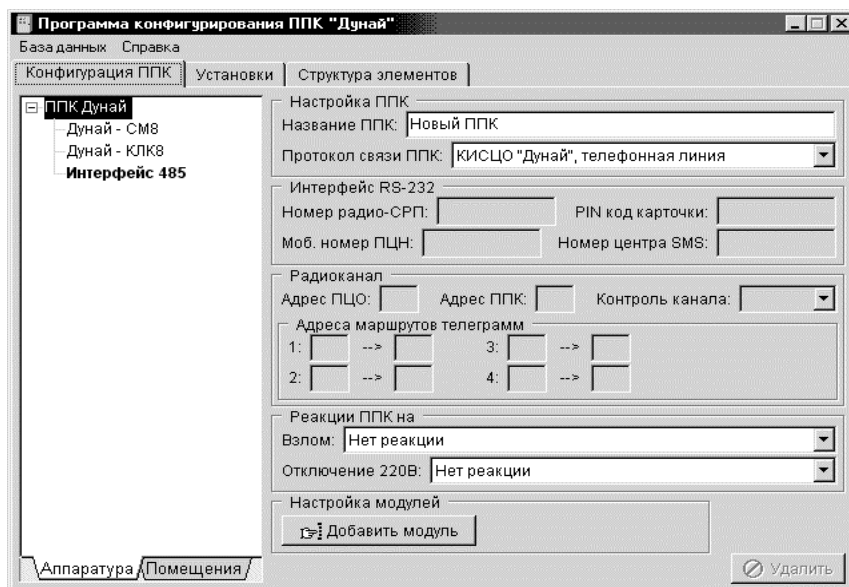 Программа конфигурирования ППК "Дунай"
База данных Справка
Конфигурация ППК Установки Структура элементов
ППК Дунай
Дунай - СМ8
Дунай - КЛК8
Интерфейс 485
Аппаратура Помещения
Настройка ППК
Название ППК: Новый ППК
Протокол связи ППК: КИСЦО "Дунай", телефонная линия
Интерфейс RS-232
Номер радио-СРП: PIN код карточки:
Моб. номер ПЦН: Номер центра SMS:
Радиоканал
Адрес ПЦО: Адрес ППК: Контроль канала:
Адреса маршрутов телеграмм
1: --> 3: -->
2: --> 4: -->
Реакции ППК на
Взлом: Нет реакции
Отключение 220В: Нет реакции
Настройка модулей
Добавить модуль
Удалить